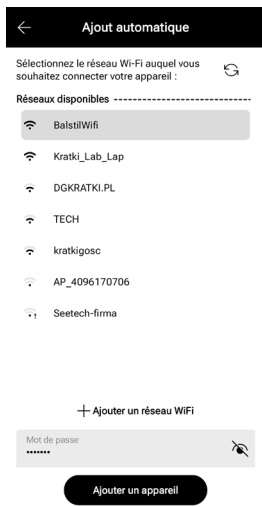 Ajout automatique
Sélectionnez le réseau Wi-Fi auquel vous
souhaitez connecter votre appareil :
Réseaux disponibles
BalstilWifi
Kratki_Lab_Lap
DGKRATKI.PL
TECH
kratkigosc
AP_4096170706
Seetech-firma
Ajouter un réseau WiFi
Mot de passe
•••••••
Ajouter un appareil